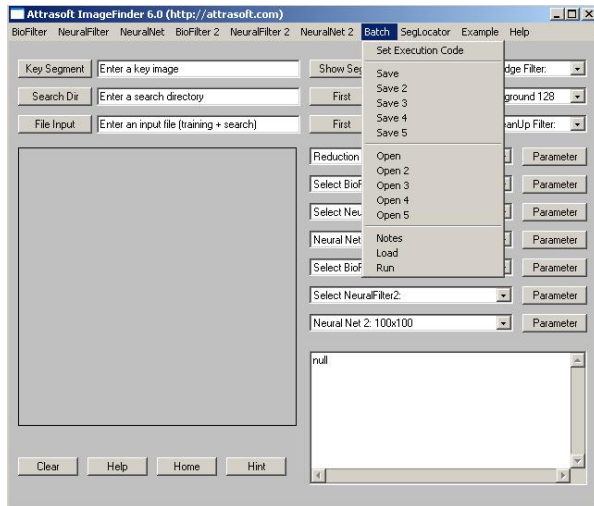 Attrasoft ImageFinder 6.0 (http://attrasoft.com)
BioFilter NeuralFilter NeuralNet BioFilter 2 NeuralFilter 2 NeuralNet 2 Batch SegLocator Example Help
Set Execution Code
Save
Save 2
Save 3
Save 4
Save 5
Open
Open 2
Open 3
Open 4
Open 5
Notes
Load
Run
Key Segment Enter a key image Show Seg dge Filter:
Search Dir Enter a search directory First ground 128
File Input Enter an input file (training + search) First anUp Filter:
Reduction Parameter
Select BioF Parameter
Select Neu Parameter
Neural Net Parameter
Select BioF Parameter
Select NeuralFilter2: Parameter
Neural Net 2: 100x100 Parameter
null
Clear Help Home Hint